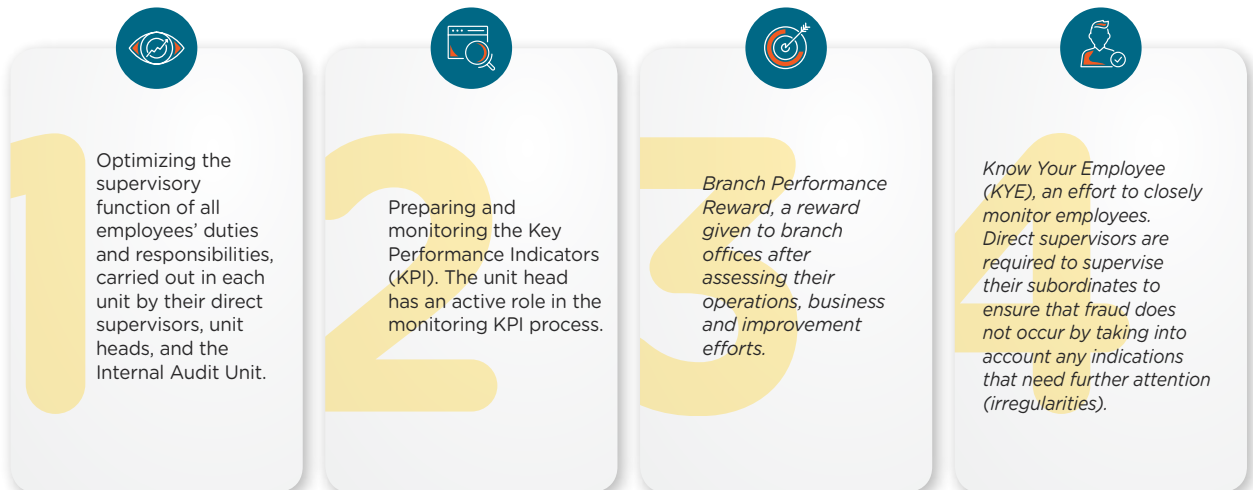 1
Optimizing the
supervisory
function of all
employees’ duties
and responsibilities,
carried out in each
unit by their direct
supervisors, unit
heads, and the
Internal Audit Unit.
2
Preparing and
monitoring the Key
Performance Indicators
(KPI). The unit head
has an active role in the
monitoring KPI process.
3
Branch Performance
Reward, a reward
given to branch
offices after
assessing their
operations, business
and improvement
efforts.
4
Know Your Employee
(KYE), an effort to closely
monitor employees.
Direct supervisors are
required to supervise
their subordinates to
ensure that fraud does
not occur by taking into
account any indications
that need further attention
(irregularities).